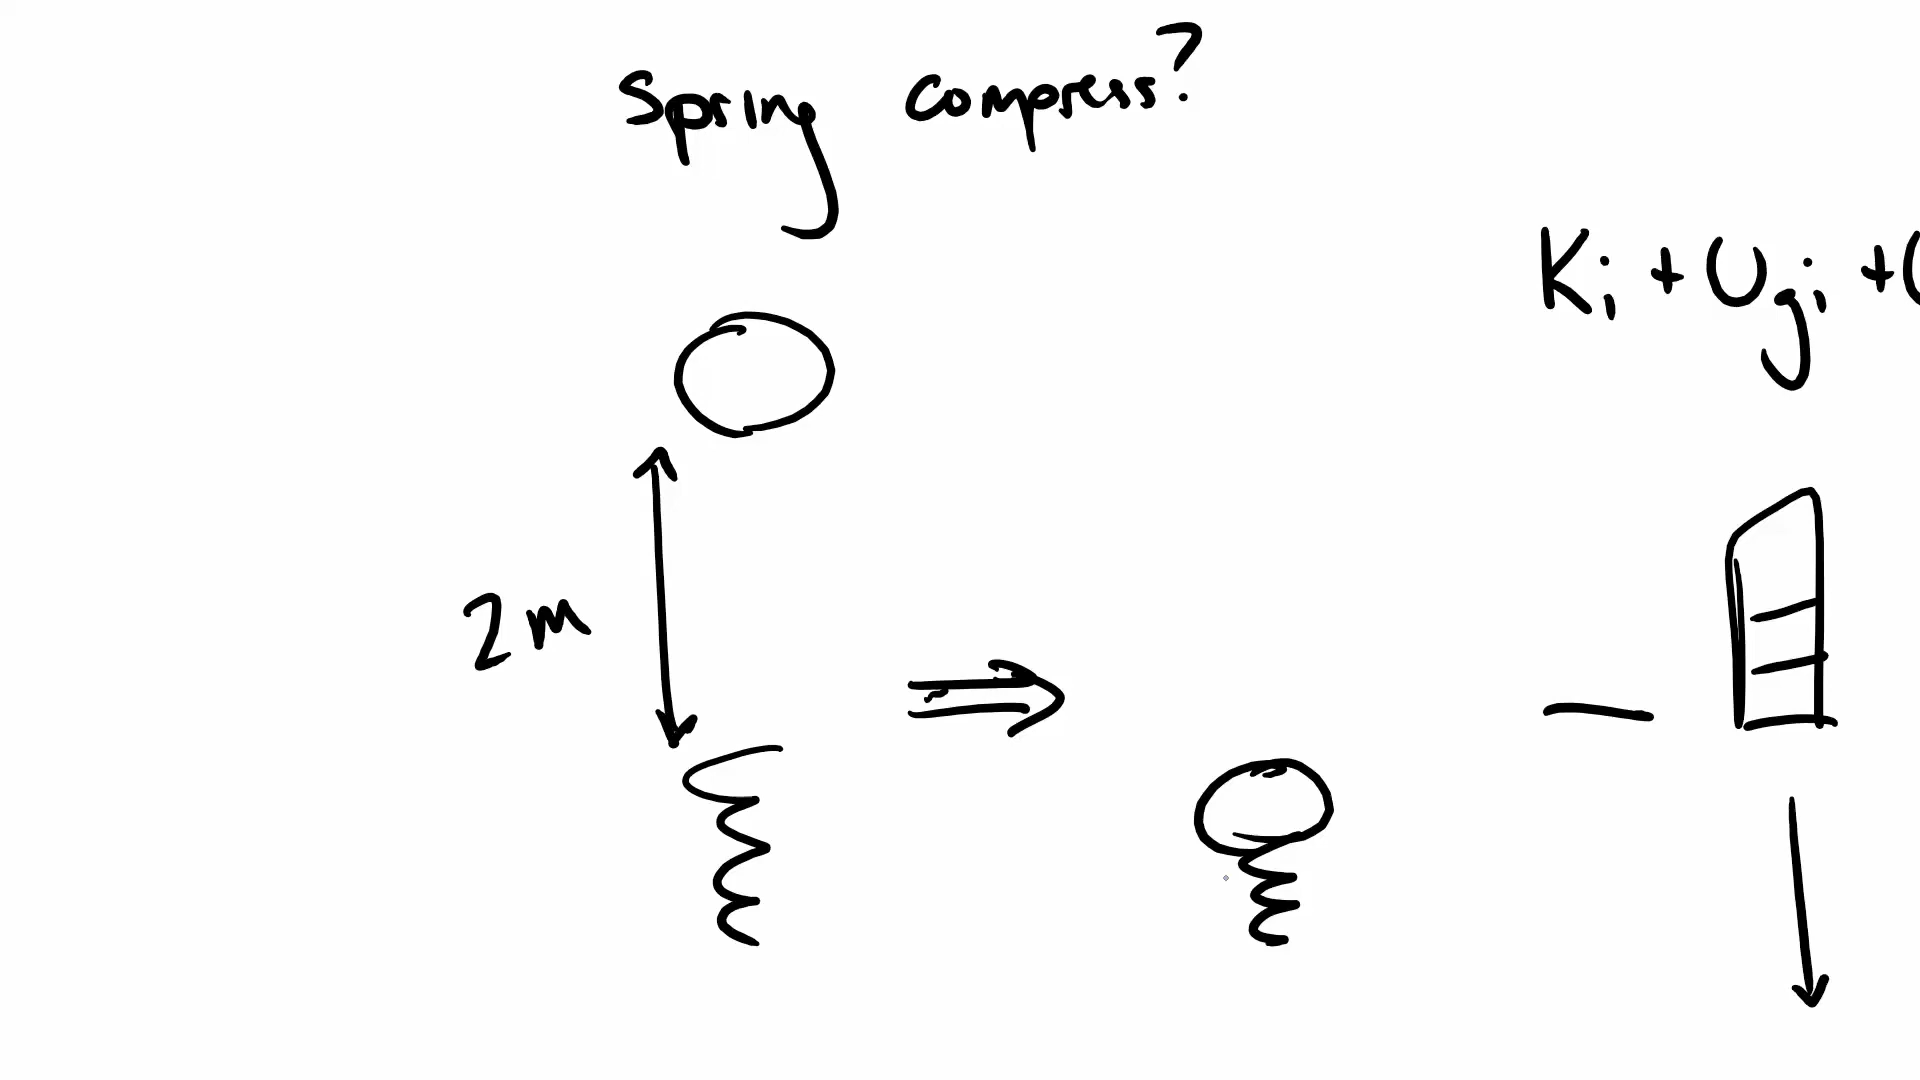 Spring Compress?
Ki + Ugi +
2m